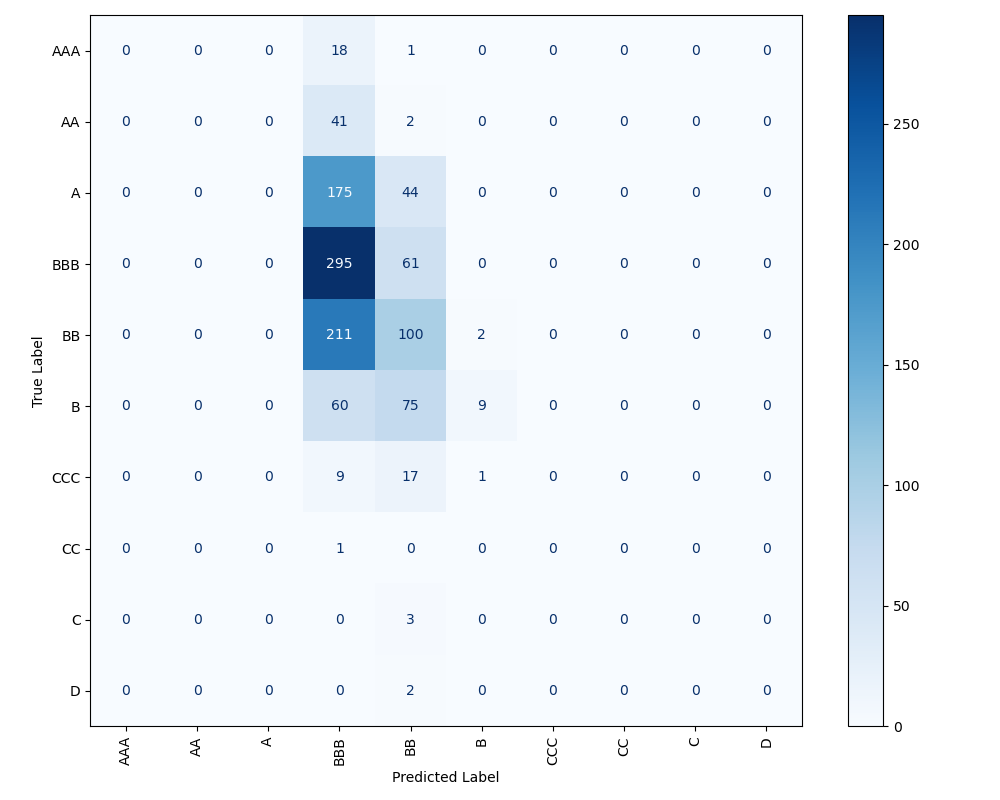 AAA 0 0 0 18 1 0 0 0 0 0
AA 0 0 0 41 2 0 0 0 0 0
A 0 0 0 175 44 0 0 0 0 0
BBB 0 0 0 295 61 0 0 0 0 0
BB 0 0 0 211 100 2 0 0 0 0
B 0 0 0 60 75 9 0 0 0 0
CCC 0 0 0 9 17 1 0 0 0 0
CC 0 0 0 1 0 0 0 0 0 0
C 0 0 0 0 3 0 0 0 0 0
D 0 0 0 0 2 0 0 0 0 0
True Label
AAA AA A BBB BB B CCC CC C D
Predicted Label
250
200
150
100
50
0